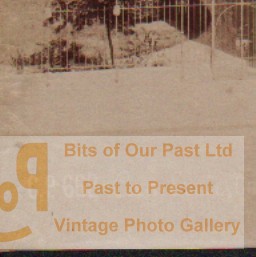 Bits of Our Past Ltd
Past to Present
Vintage Photo Gallery